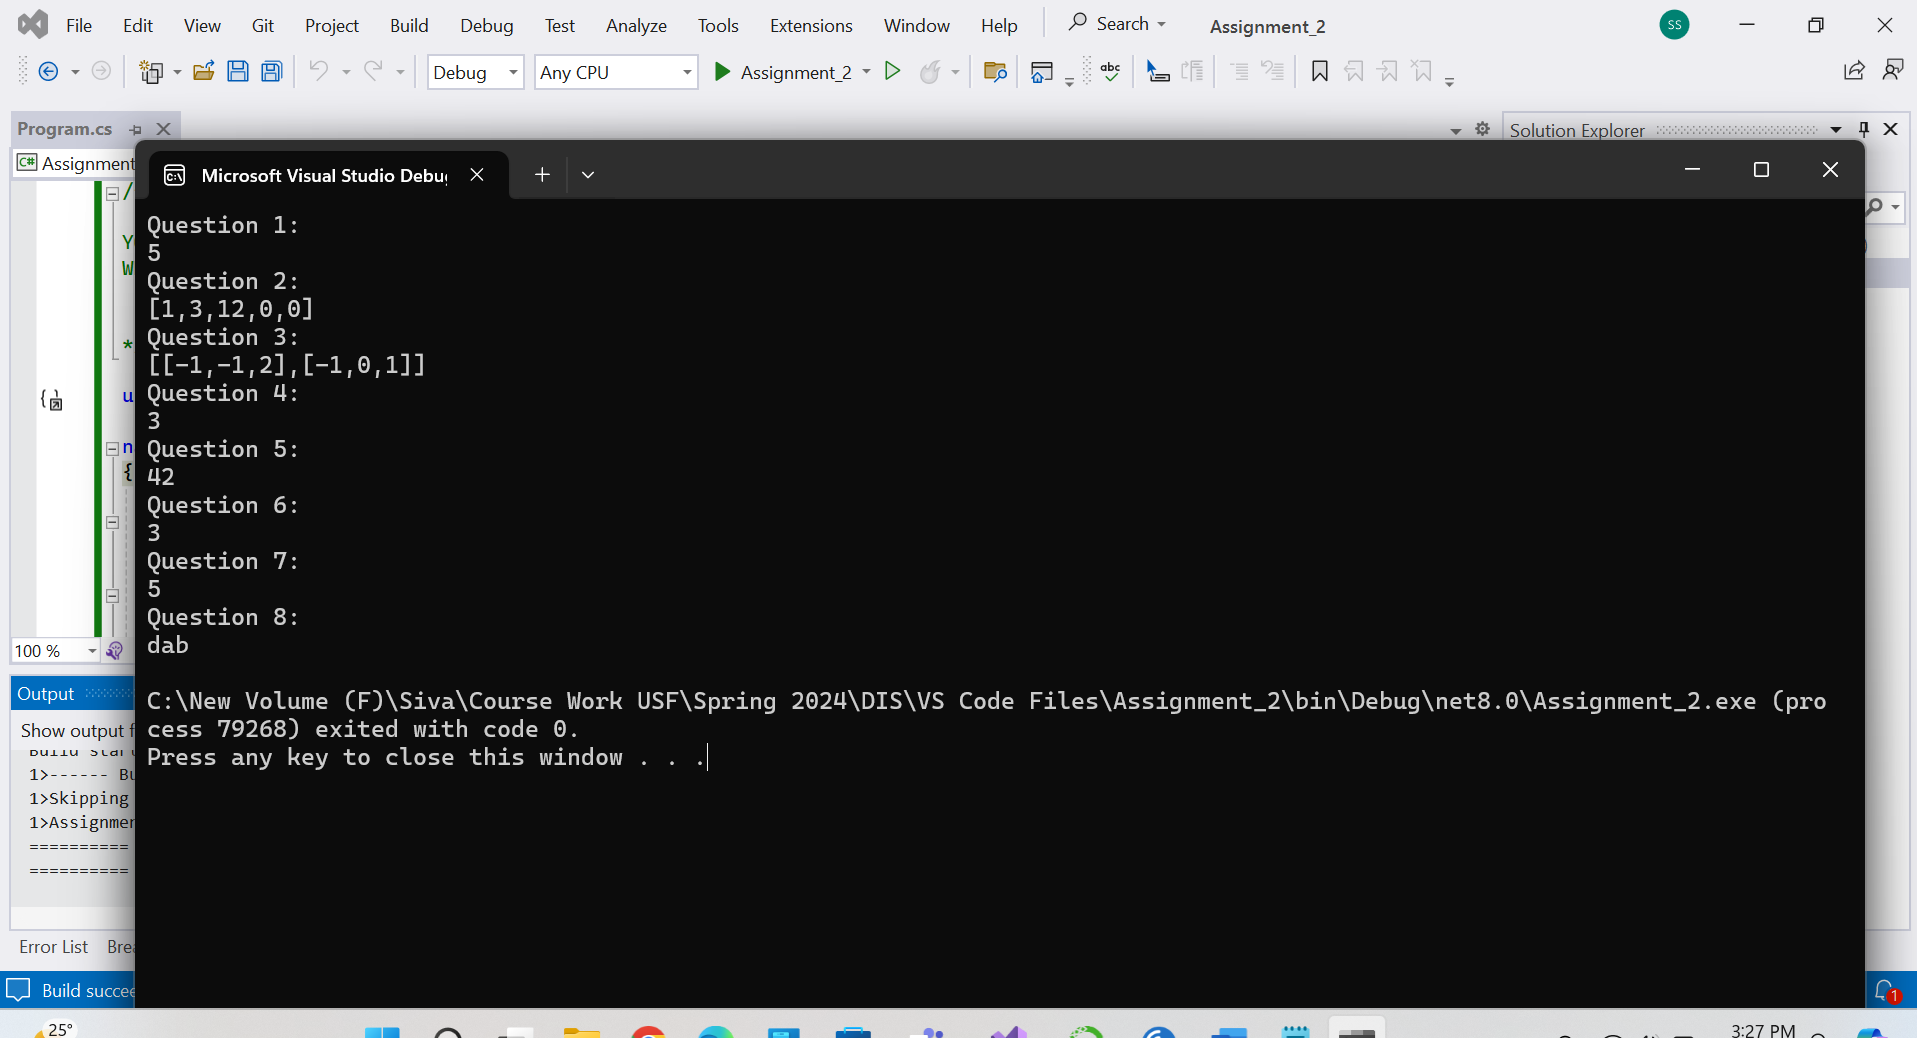 File Edit View Git Project Build Debug Test Analyze Tools Extensions Window Help Search Assignment_2 SS
Debug Any CPU Assignment_2 abc
Program.cs Solution Explorer
C# Assignment
Microsoft Visual Studio Debu
Question 1:
5
Question 2:
[1,3,12,0,0]
Question 3:
[[-1,-1,2],[-1,0,1]]
Question 4:
3
Question 5:
42
Question 6:
3
Question 7:
5
Question 8:
dab
C:\New Volume (F)\Siva\Course Work USF\Spring 2024\DIS\VS Code Files\Assignment_2\bin\Debug\net8.0\Assignment_2.exe (pro
cess 79268) exited with code 0.
Press any key to close this window . . .
/
Y
W
*
u
n
{
100 %
Output
Show output f
Build star
1>------ Bu
1>Skipping
1>Assignmen
==========
==========
Error List Brea
Build succee 1
25° 3:27 PM